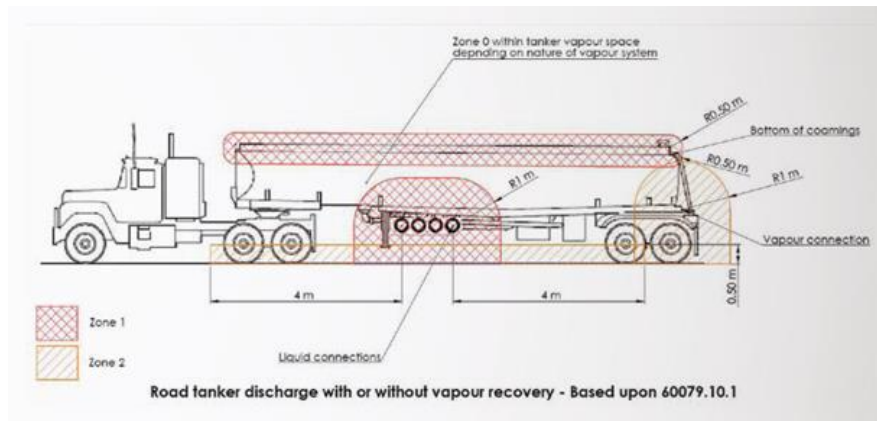 Zone 0 within tanker vapour space
depnding on nature of vapour system
R0.50 m
Bottom of coamings
R0.50 m
R1 m
R1 m
Vapour connection
0.50 m
4 m
4 m
Zone 1
Zone 2
Liquid connections
Road tanker discharge with or without vapour recovery - Based upon 60079.10.1